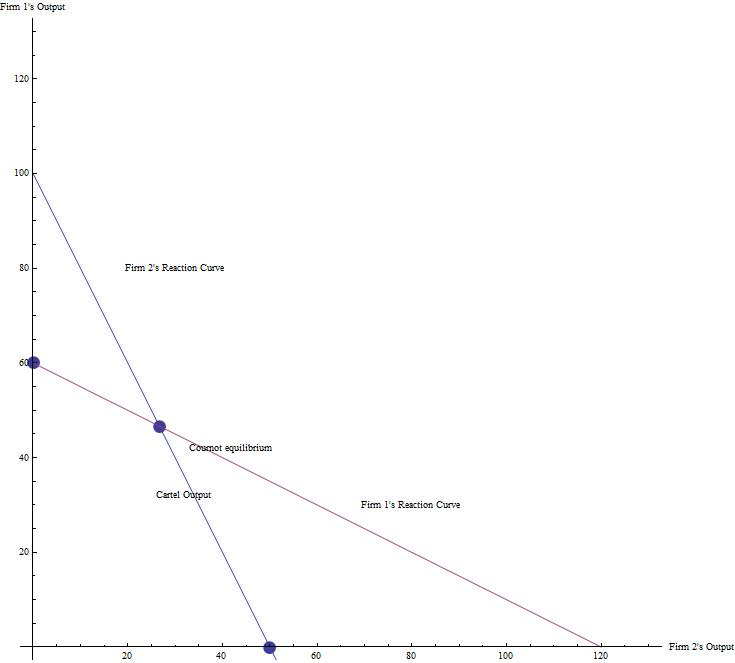 Firm 1's Output
120
100
80
Firm 2's Reaction Curve
60
Cournot equilibrium
40
Cartel Output
Firm 1's Reaction Curve
20
Firm 2's Output
20
40
60
80
100
120